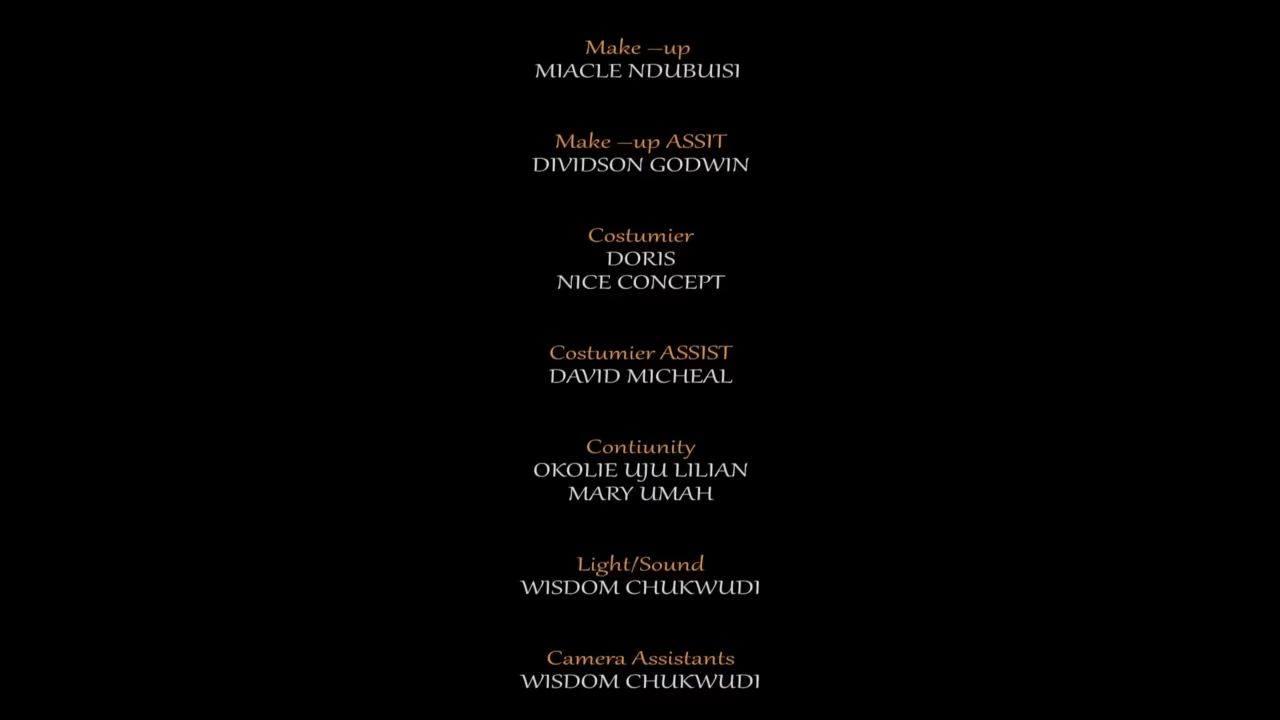 Make –up
MIACLE NDUBUISI
Make –up ASSIT
DIVIDSON GODWIN
Costumier
DORIS
NICE CONCEPT
Costumier ASSIST
DAVID MICHEAL
Contiunity
OKOLIE UJU LILIAN
MARY UMAH
Light/Sound
WISDOM CHUKWUDI
Camera Assistants
WISDOM CHUKWUDI